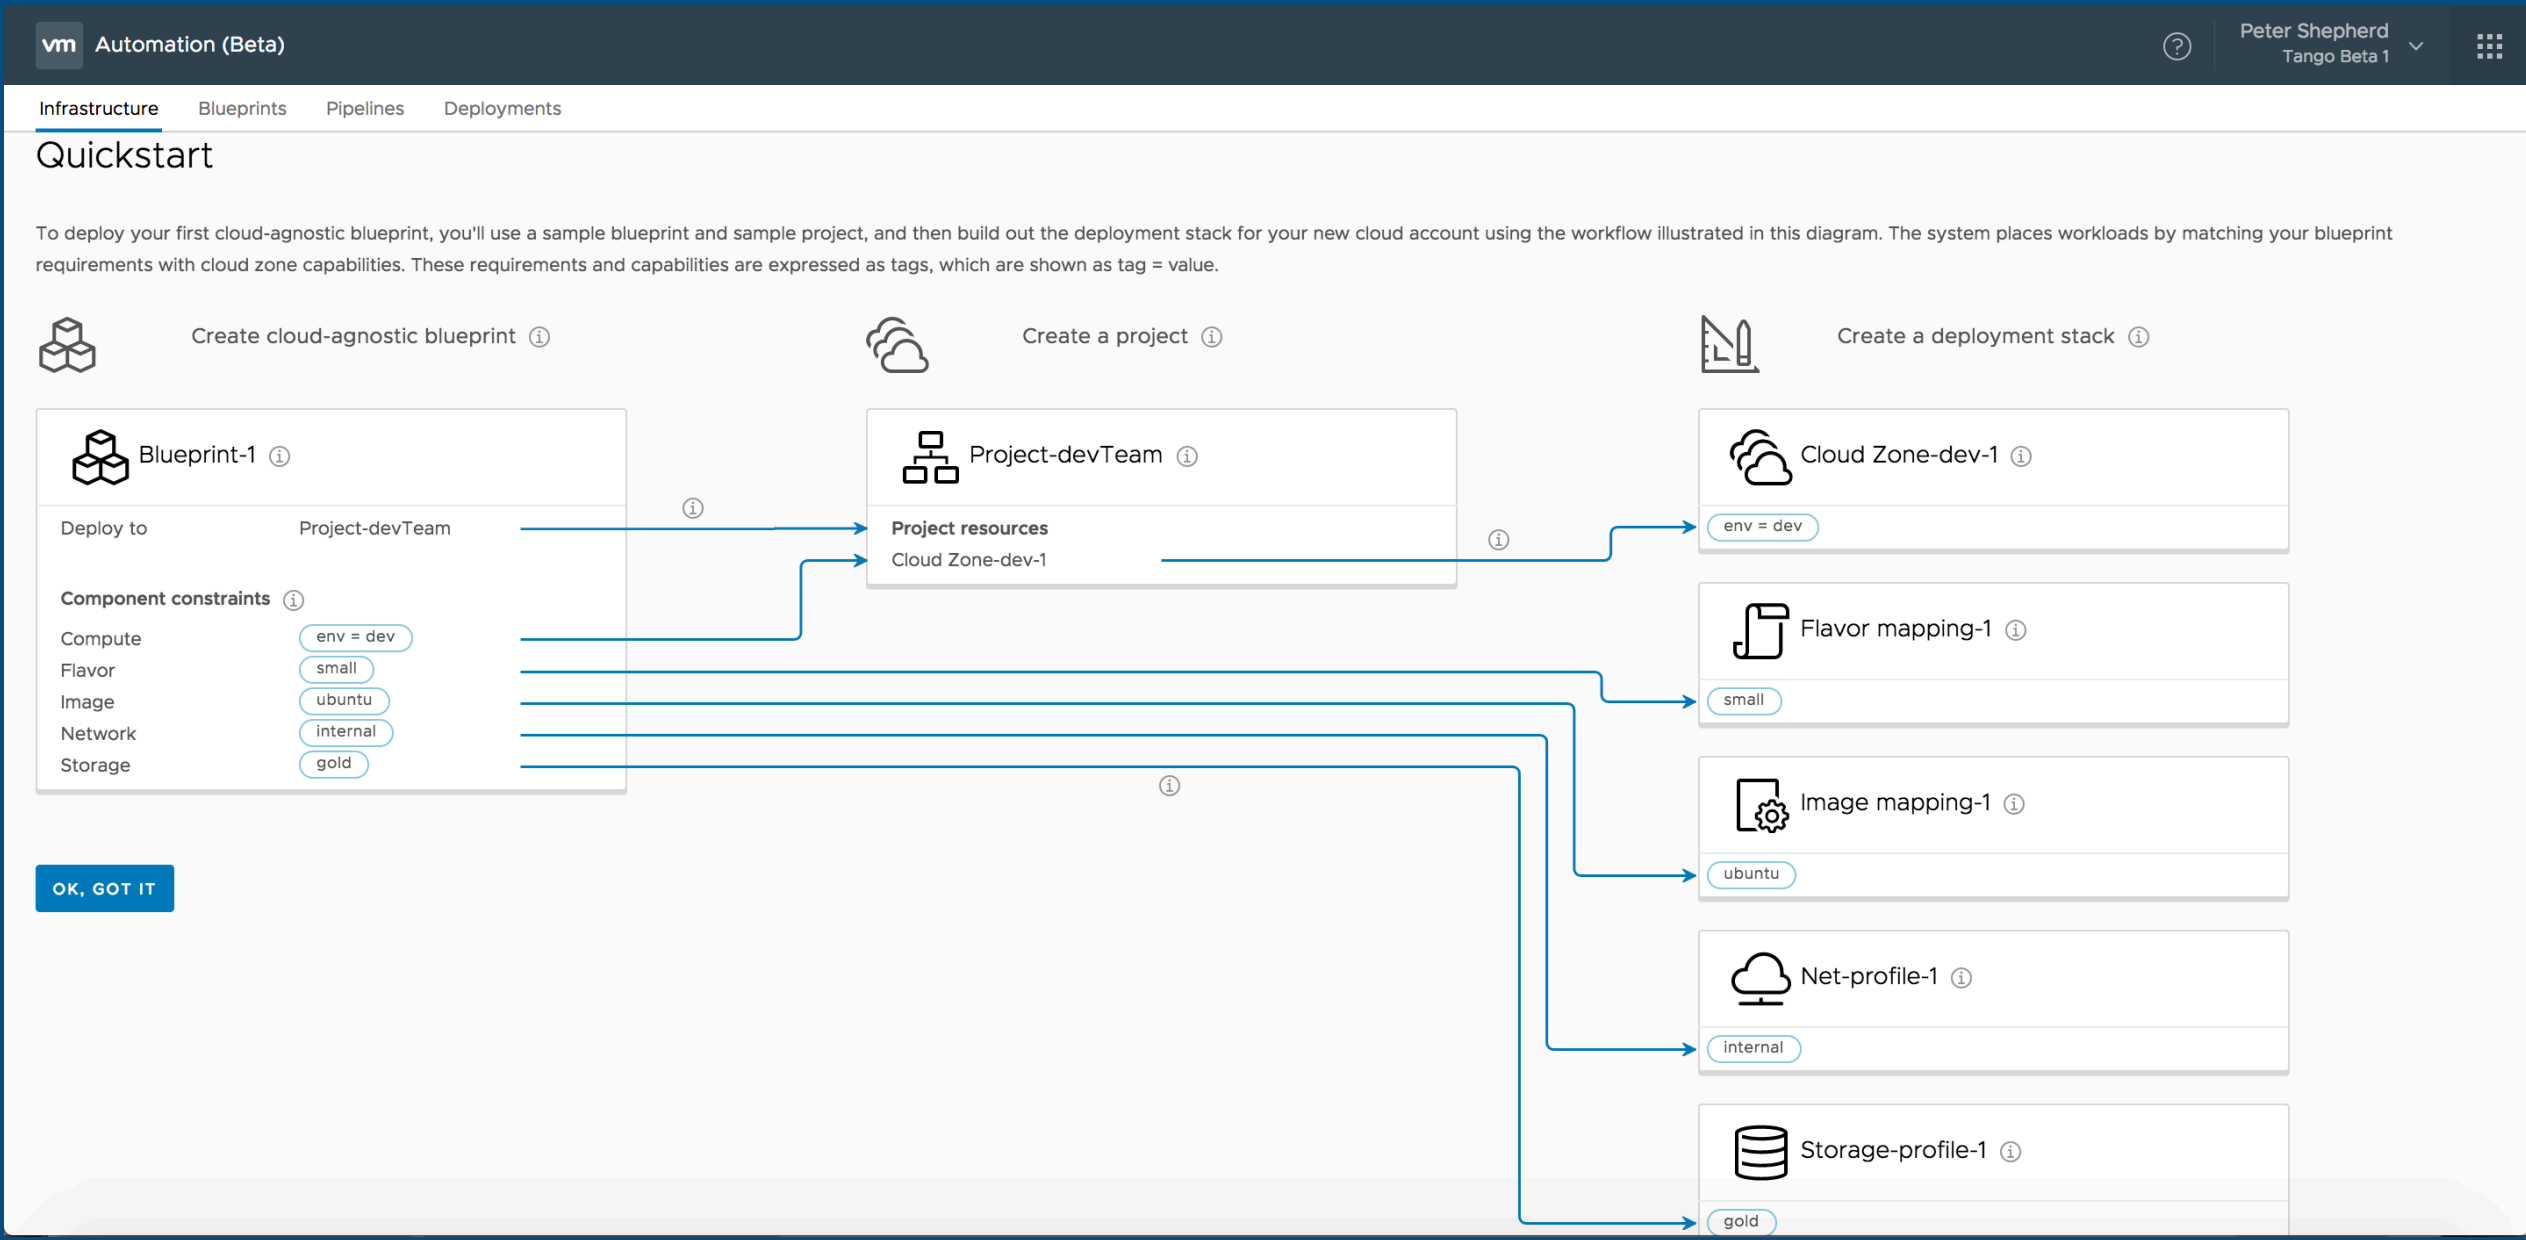 vm Automation (Beta)
?
Peter Shepherd
Tango Beta 1
Infrastructure Blueprints Pipelines Deployments
Quickstart
To deploy your first cloud-agnostic blueprint, you'll use a sample blueprint and sample project, and then build out the deployment stack for your new cloud account using the workflow illustrated in this diagram. The system places workloads by matching your blueprint
requirements with cloud zone capabilities. These requirements and capabilities are expressed as tags, which are shown as tag = value.
Create cloud-agnostic blueprint
Create a project
Create a deployment stack
Blueprint-1
Deploy to Project-devTeam
Component constraints
Compute env = dev
Flavor small
Image ubuntu
Network internal
Storage gold
OK, GOT IT
Project-devTeam
Project resources
Cloud Zone-dev-1
Cloud Zone-dev-1
env = dev
Flavor mapping-1
small
Image mapping-1
ubuntu
Net-profile-1
internal
Storage-profile-1
gold